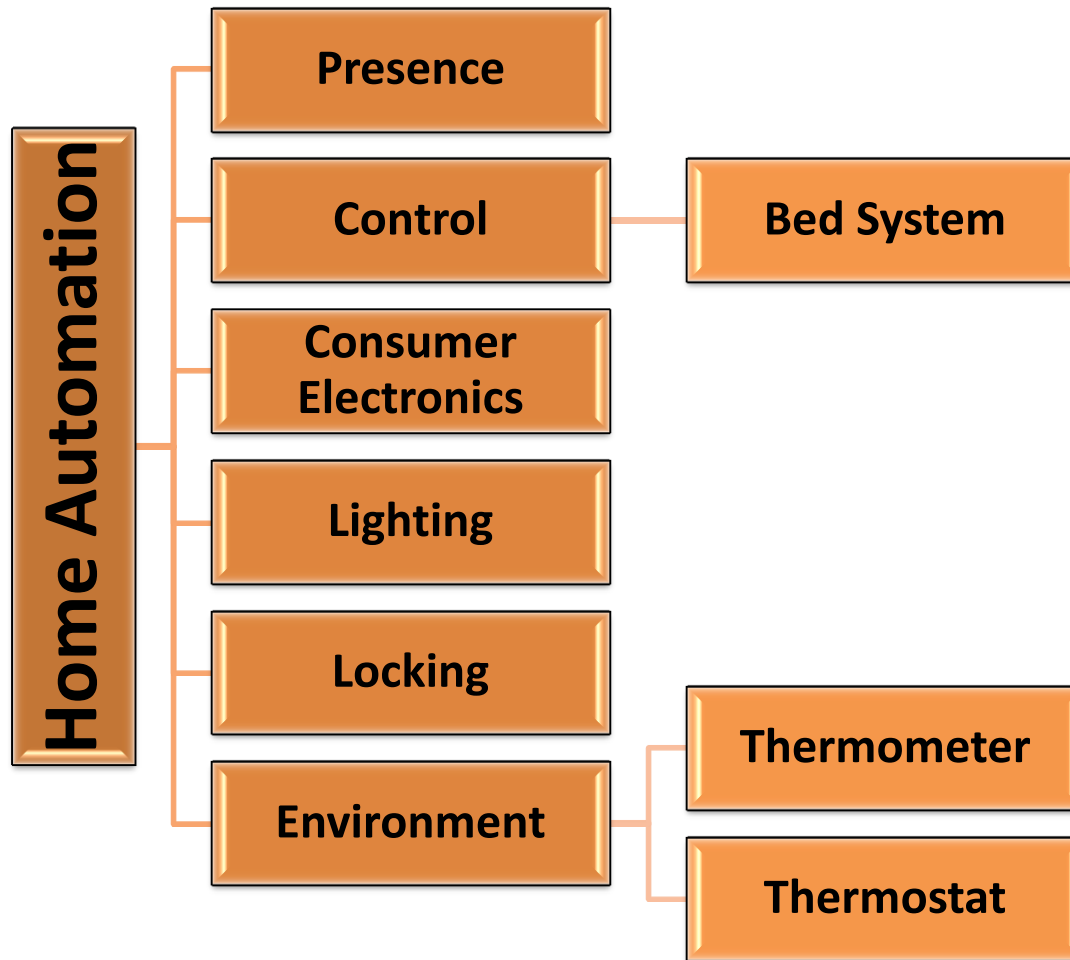 Home Automation
Presence
Control
Bed System
Consumer
Electronics
Lighting
Locking
Environment
Thermometer
Thermostat